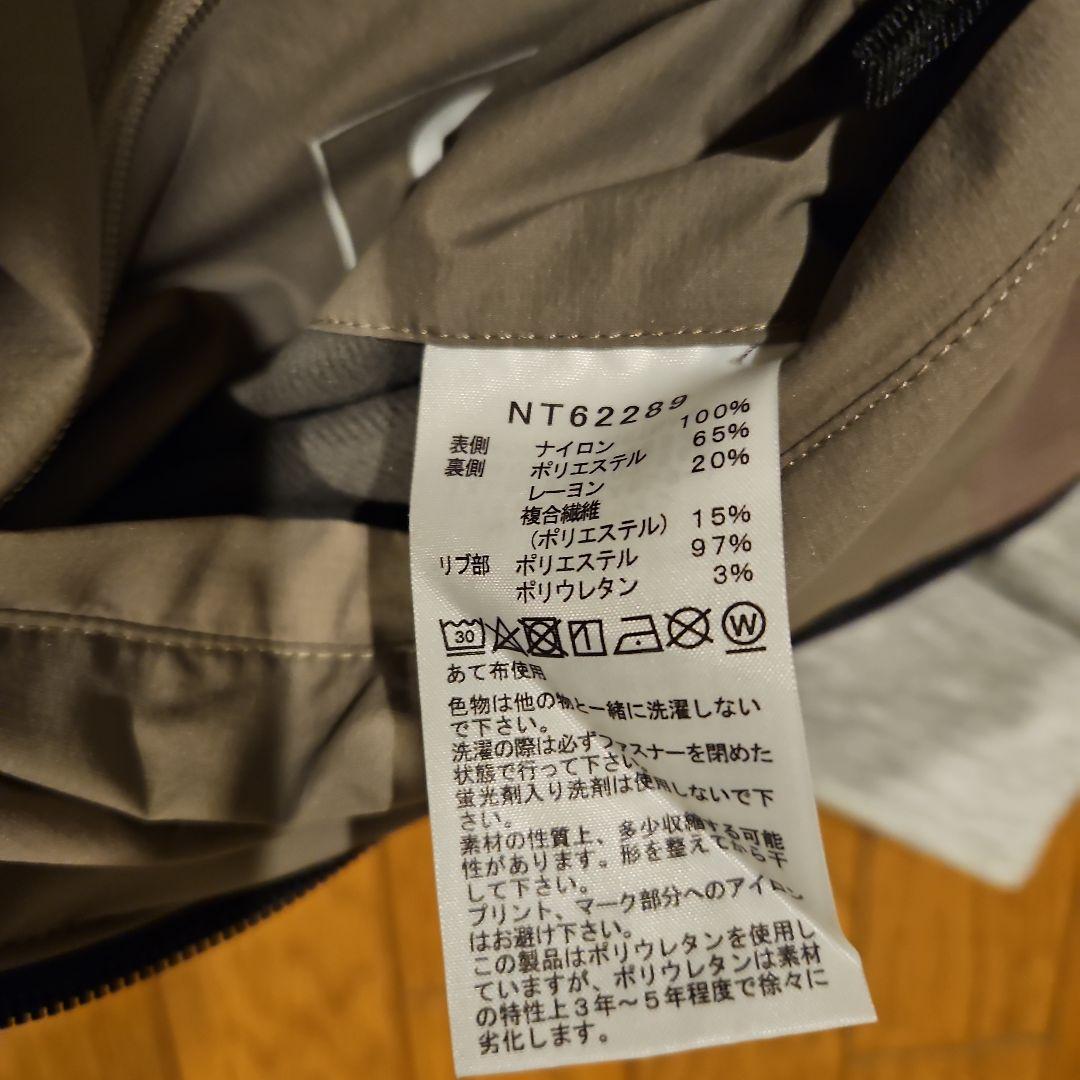 NT62289
表側 ナイロン 100%
裏側 ポリエステル 65%
レーヨン 20%
複合繊維
(ポリエステル) 15%
リブ部 ポリエステル 97%
ポリウレタン 3%
30 W
あて布使用
色物は他の物と一緒に洗濯しない
で下さい。
洗濯の際は必ずファスナーを閉めた
状態で行って下さい。
蛍光剤入り洗剤は使用しないで下
さい。
素材の性質上、多少収縮する可能
性があります。形を整えてから干
して下さい。
プリント、マーク部分へのアイロン
はお避け下さい。
この製品はポリウレタンを使用し
ていますが、ポリウレタンは素材
の特性上3年～5年程度で徐々に
劣化します。